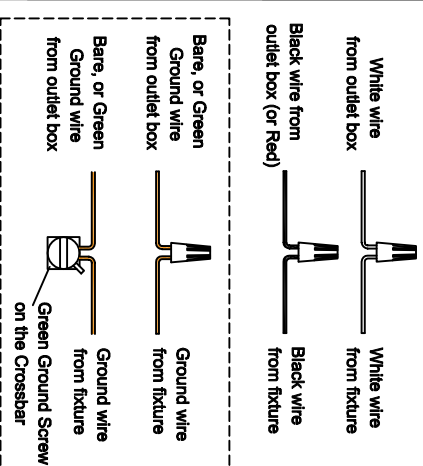 White wire
from outlet box
White wire
from fixture
Black wire from
outlet box (or Red)
Black wire
from fixture
Bare, or Green
Ground wire
from outlet box
Ground wire
from fixture
Bare, or Green
Ground wire
from outlet box
Ground wire
from fixture
Green Ground Screw
on the Crossbar